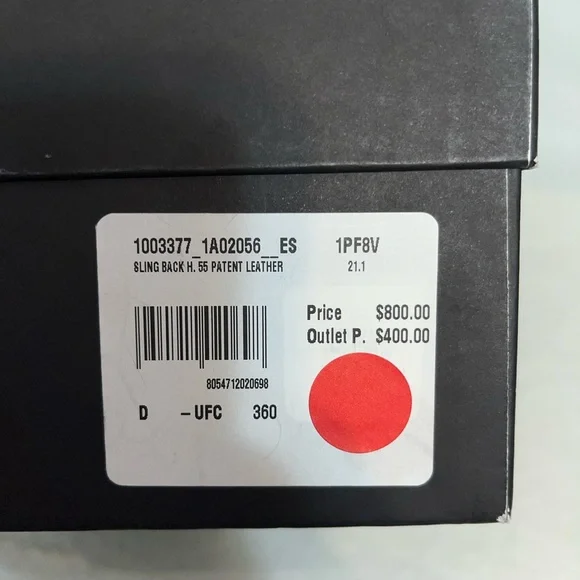 1003377_1A02056__ES 1PF8V
SLING BACK H. 55 PATENT LEATHER 21.1
Price $800.00
Outlet P. $400.00
8054712020698
D – UFC 360